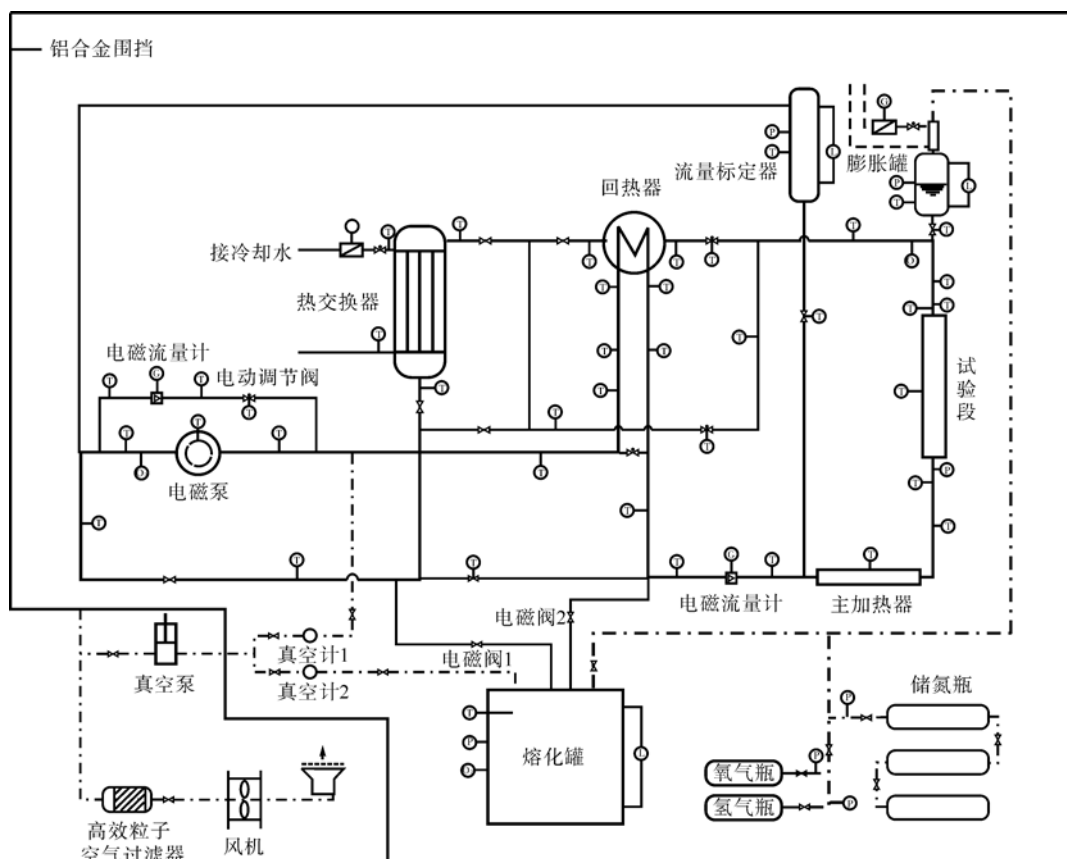 铝合金围挡
G
P
T
L
流量标定器
膨胀罐
P
T
L
T
回热器
接冷却水
T
T
T
T
T
T
D
热交换器
T
T
T
T
T
T
T
T
T
T
T
T
电磁流量计
T
G
T
电动调节阀
T
T
T
试验段
T
T
T
T
D
电磁泵
T
T
P
T
T
T
T
T
T
T
G
T
T
电磁流量计
主加热器
电磁阀2
真空计1
电磁阀1
真空泵
真空计2
储氮瓶
T
P
D
熔化罐
L
P
P
氧气瓶
氢气瓶
P
高效粒子
空气过滤器
风机